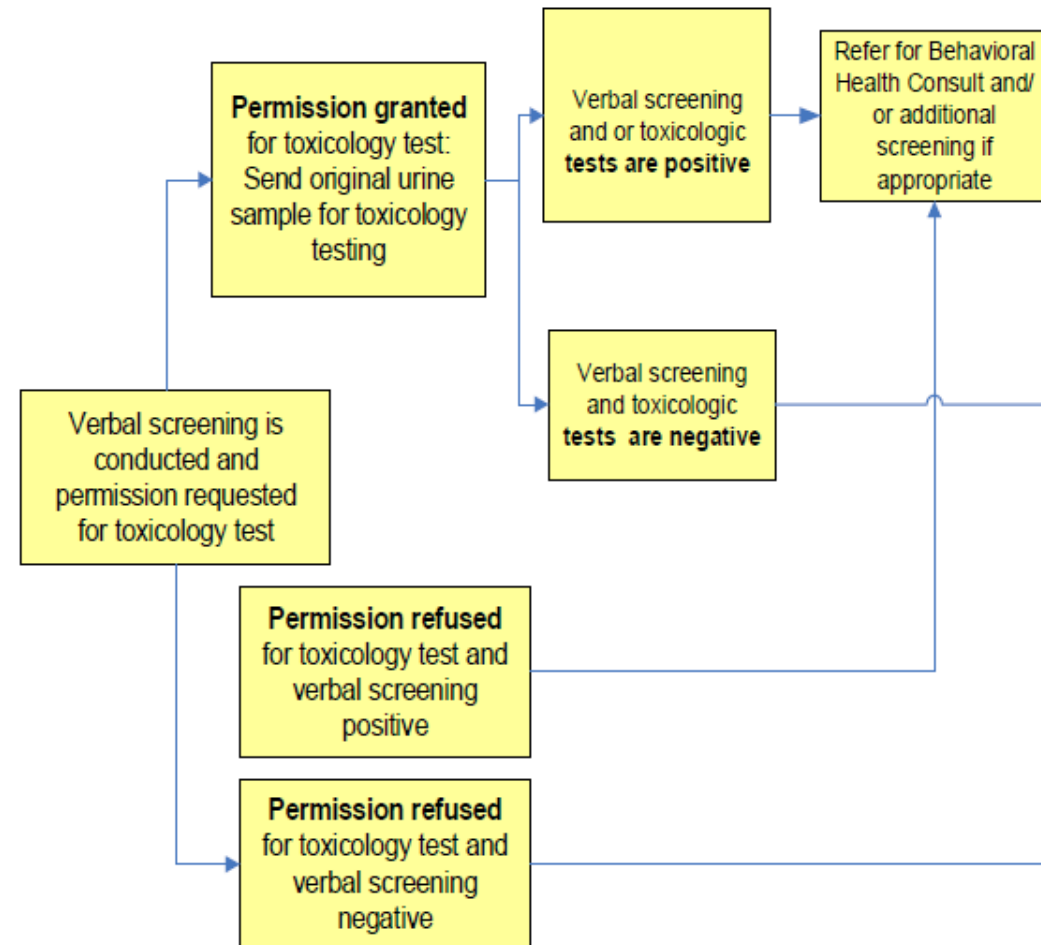 Verbal screening is
conducted and
permission requested
for toxicology test
Permission granted
for toxicology test:
Send original urine
sample for toxicology
testing
Verbal screening
and or toxicologic
tests are positive
Refer for Behavioral
Health Consult and/
or additional
screening if
appropriate
Verbal screening
and toxicologic
tests are negative
Permission refused
for toxicology test and
verbal screening
positive
Permission refused
for toxicology test and
verbal screening
negative